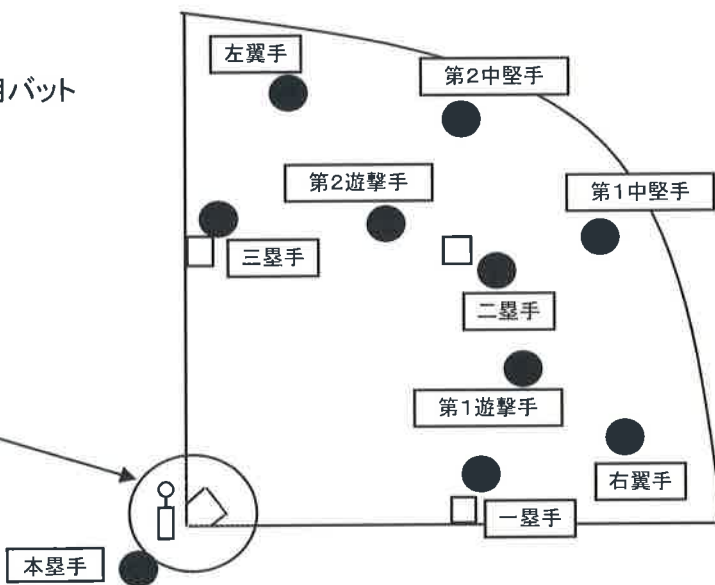 左翼手
第2中堅手
用バット
第2遊撃手
第1中堅手
三塁手
二塁手
第1遊撃手
右翼手
一塁手
本塁手